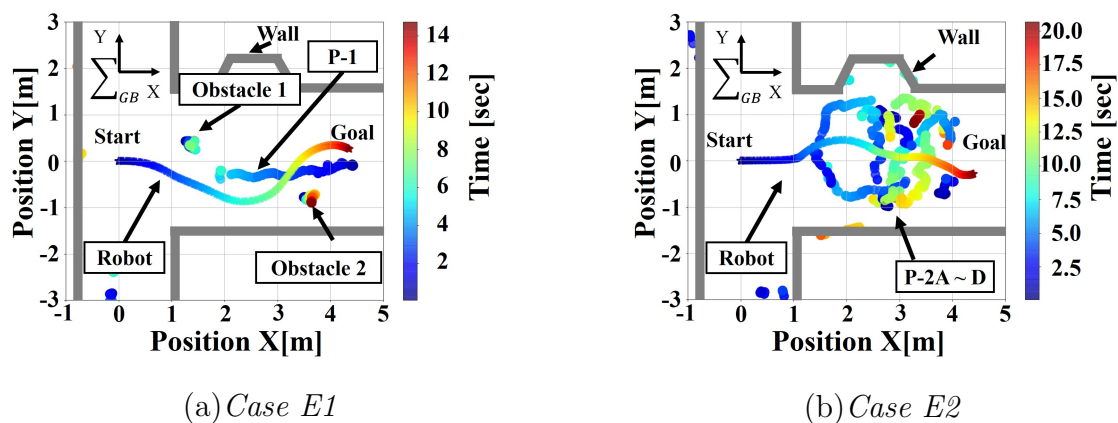 3
2
1
0
-1
-2
-3
Position Y[m]
-1
0
1
2
3
4
5
Position X[m]
Y
X
∑GB
Wall
P-1
Obstacle 1
Start
Goal
Robot
Obstacle 2
14
12
10
8
6
4
2
Time [sec]
(a) Case E1
3
2
1
0
-1
-2
-3
Position Y[m]
-1
0
1
2
3
4
5
Position X[m]
Y
X
∑GB
Wall
Start
Goal
Robot
P-2A ~ D
20.0
17.5
15.0
12.5
10.0
7.5
5.0
2.5
Time [sec]
(b) Case E2